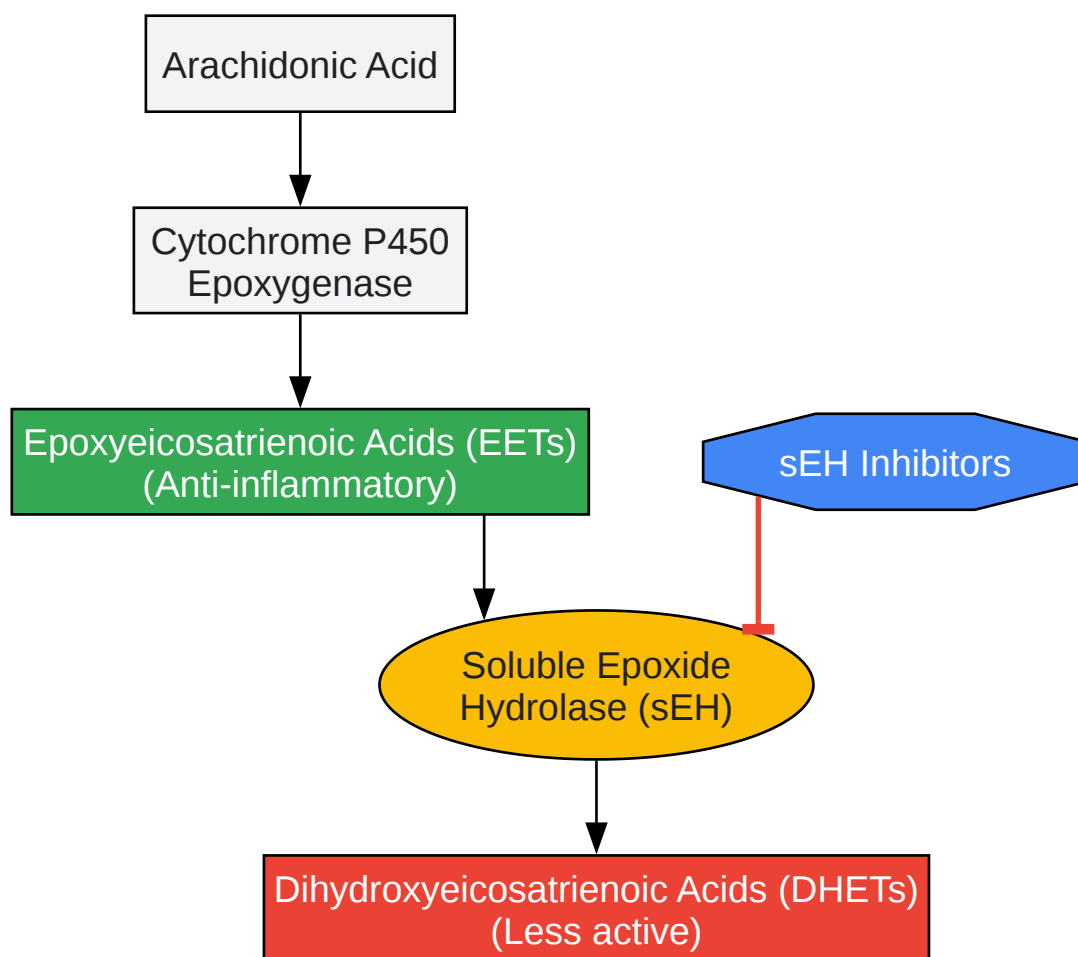 Arachidonic Acid
Cytochrome P450
Epoxygenase
Epoxyeicosatrienoic Acids (EETs)
(Anti-inflammatory)
sEH Inhibitors
Soluble Epoxide
Hydrolase (sEH)
Dihydroxyeicosatrienoic Acids (DHETs)
(Less active)